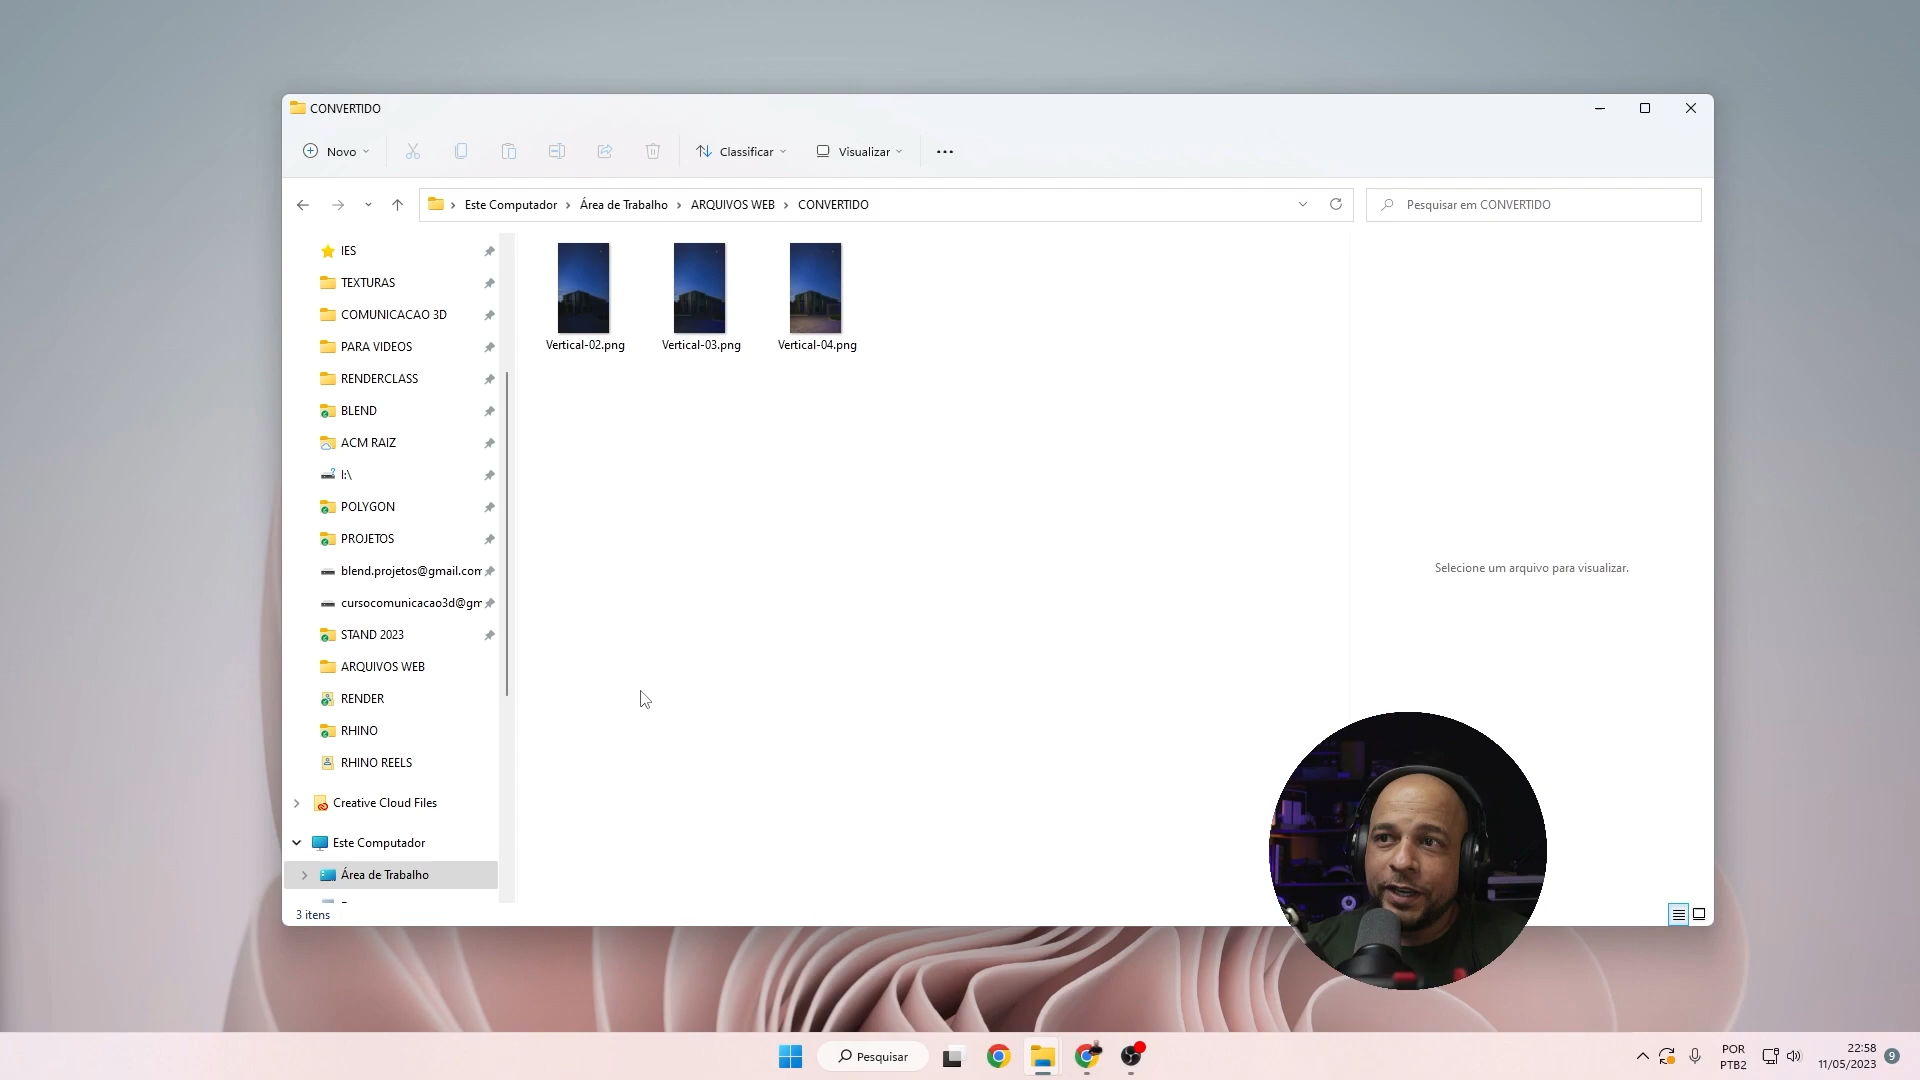 CONVERTIDO
Novo
Classificar
Visualizar
Este Computador › Área de Trabalho › ARQUIVOS WEB › CONVERTIDO
Pesquisar em CONVERTIDO
IES
TEXTURAS
COMUNICACAO 3D
PARA VIDEOS
RENDERCLASS
BLEND
ACM RAIZ
I:\
POLYGON
PROJETOS
blend.projetos@gmail.com
cursocomunicacao3d@gm
STAND 2023
ARQUIVOS WEB
RENDER
RHINO
RHINO REELS
Creative Cloud Files
Este Computador
Área de Trabalho
3 itens
Vertical-02.png
Vertical-03.png
Vertical-04.png
Selecione um arquivo para visualizar.
Pesquisar
POR
PTB2
22:58
11/05/2023
9